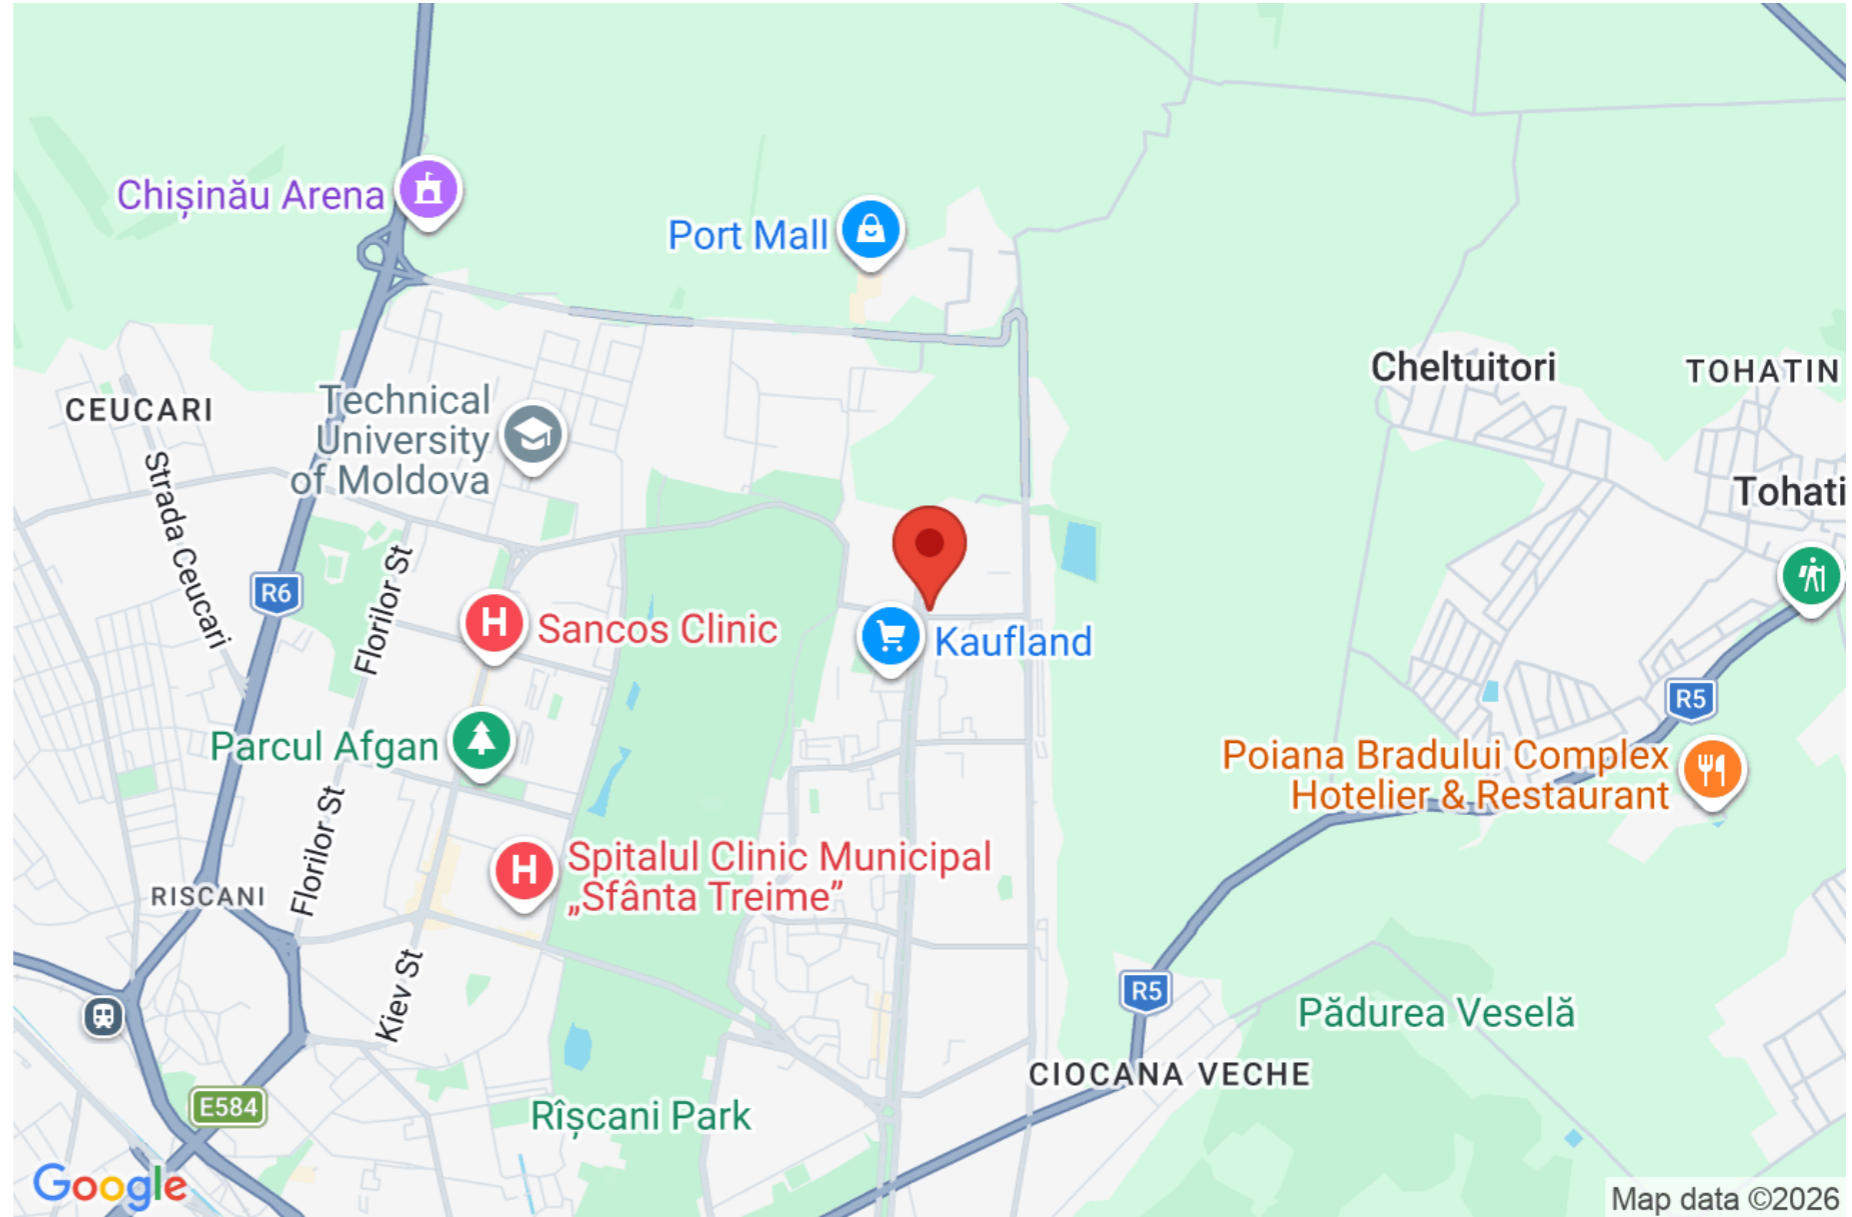 Chișinău Arena
Port Mall
Cheltuitori
TOHATIN
CEUCARI
Technical
University
of Moldova
Strada Ceucari
Tohati
Florilor St
R6
Sancos Clinic
Kaufland
R5
Parcul Afgan
Poiana Bradului Complex
Hotelier & Restaurant
Florilor St
Spitalul Clinic Municipal
„Sfânta Treime”
RISCANI
Kiev St
R5
Pădurea Veselă
CIOCANA VECHE
E584
Rîșcani Park
Google
Map data ©2026